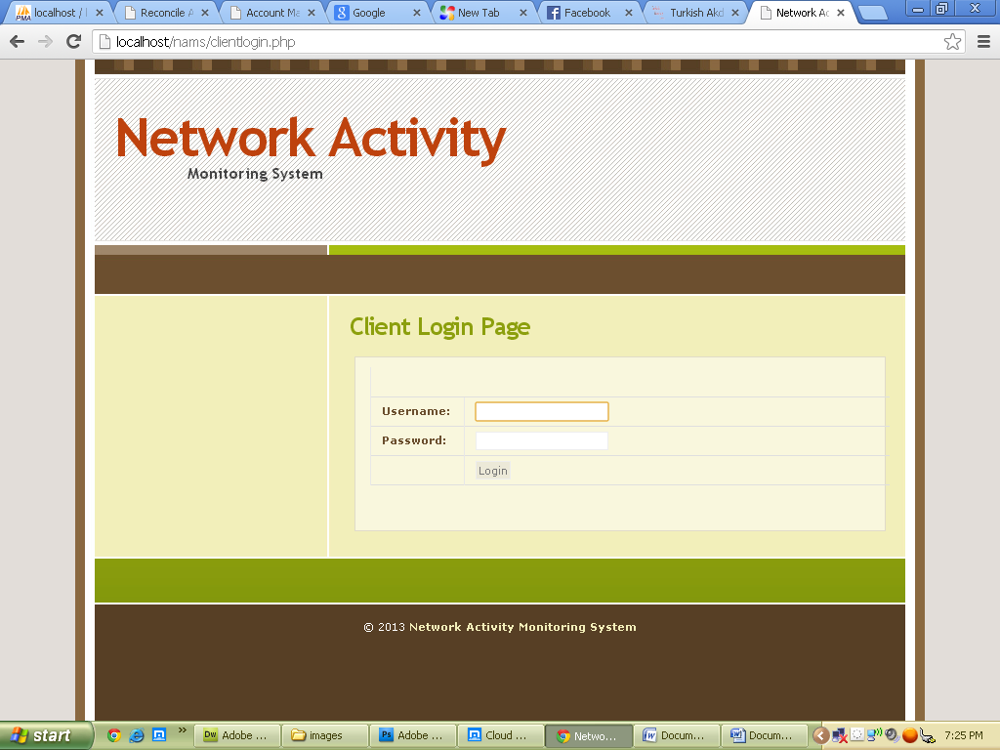 localhost / l
Reconcile A
Account Ma
Google
New Tab
Facebook
Turkish Akd
Network Ac
localhost/nams/clientlogin.php
Network Activity
Monitoring System
Client Login Page
Username:
Password:
Login
© 2013 Network Activity Monitoring System
start
Adobe ...
images
Adobe ...
Cloud ...
Netwo...
Docum...
Docum...
7:25 PM